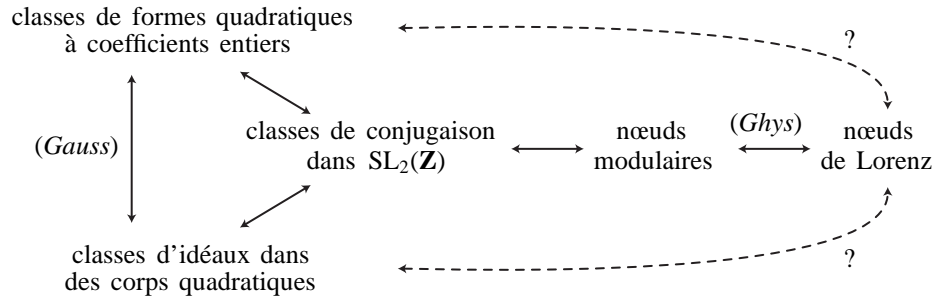 classes de formes quadratiques
à coefficients entiers
?
(Gauss)
classes de conjugaison
dans SL₂(Z)
nœuds
modulaires
(Ghys)
nœuds
de Lorenz
classes d'idéaux dans
des corps quadratiques
?